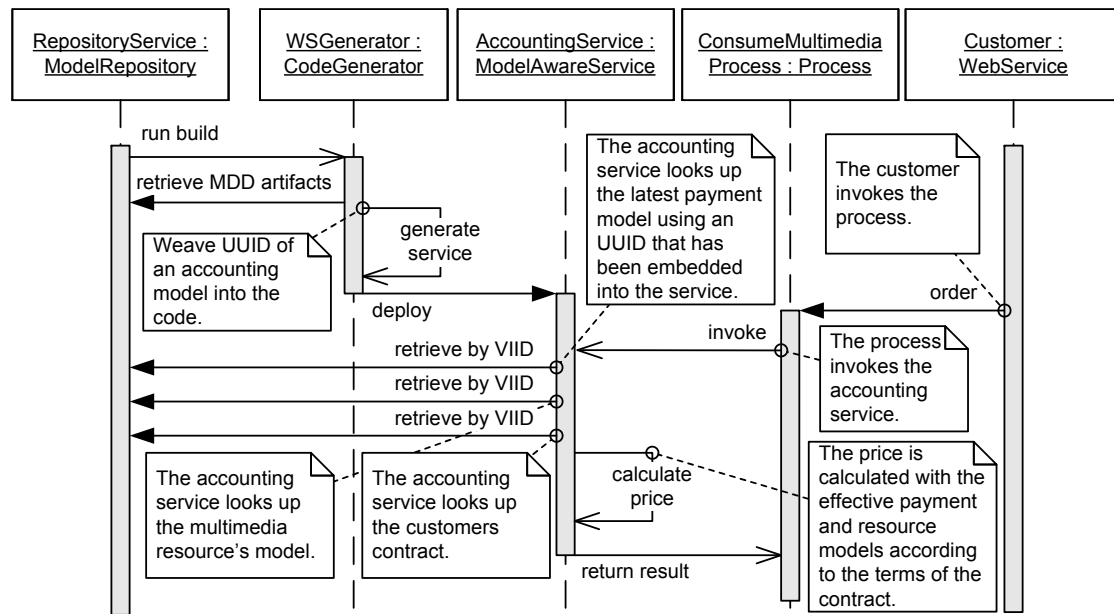 RepositoryService :
ModelRepository
WSGenerator :
CodeGenerator
AccountingService :
ModelAwareService
ConsumeMultimedia
Process : Process
Customer :
WebService
run build
retrieve MDD artifacts
generate
service
Weave UUID of
an accounting
model into the
code.
The accounting
service looks up
the latest payment
model using an
UUID that has
been embedded
into the service.
The customer
invokes the
process.
deploy
order
invoke
The process
invokes the
accounting
service.
retrieve by VIID
retrieve by VIID
retrieve by VIID
The accounting
service looks up
the multimedia
resource's model.
The accounting
service looks up
the customers
contract.
calculate
price
The price is
calculated with the
effective payment
and resource
models according
to the terms of the
contract.
return result